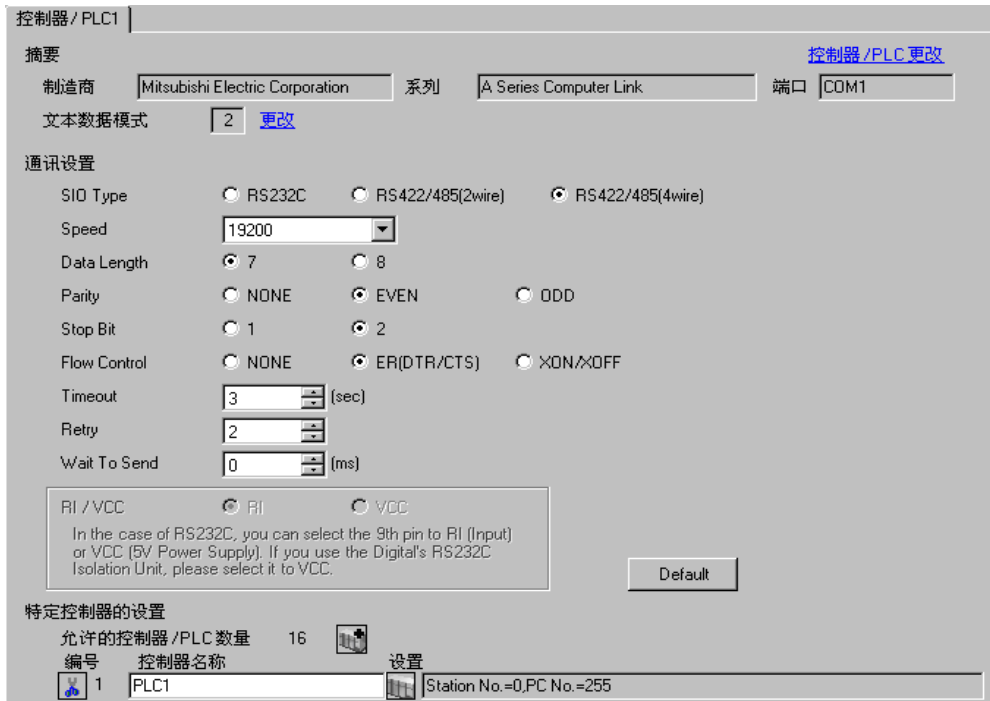 控制器/PLC1
摘要 控制器/PLC更改
制造商 Mitsubishi Electric Corporation 系列 A Series Computer Link 端口 COM1
文本数据模式 2 更改
通讯设置
SIO Type RS232C RS422/485(2wire) RS422/485(4wire)
Speed 19200
Data Length 7 8
Parity NONE EVEN ODD
Stop Bit 1 2
Flow Control NONE ER(DTR/CTS) XON/XOFF
Timeout 3 (sec)
Retry 2
Wait To Send 0 (ms)
RI / VCC RI VCC
In the case of RS232C, you can select the 9th pin to RI (Input)
or VCC (5V Power Supply). If you use the Digital's RS232C
Isolation Unit, please select it to VCC.
Default
特定控制器的设置
允许的控制器/PLC数量 16
编号 控制器名称 设置
1 PLC1 Station No.=0,PC No.=255